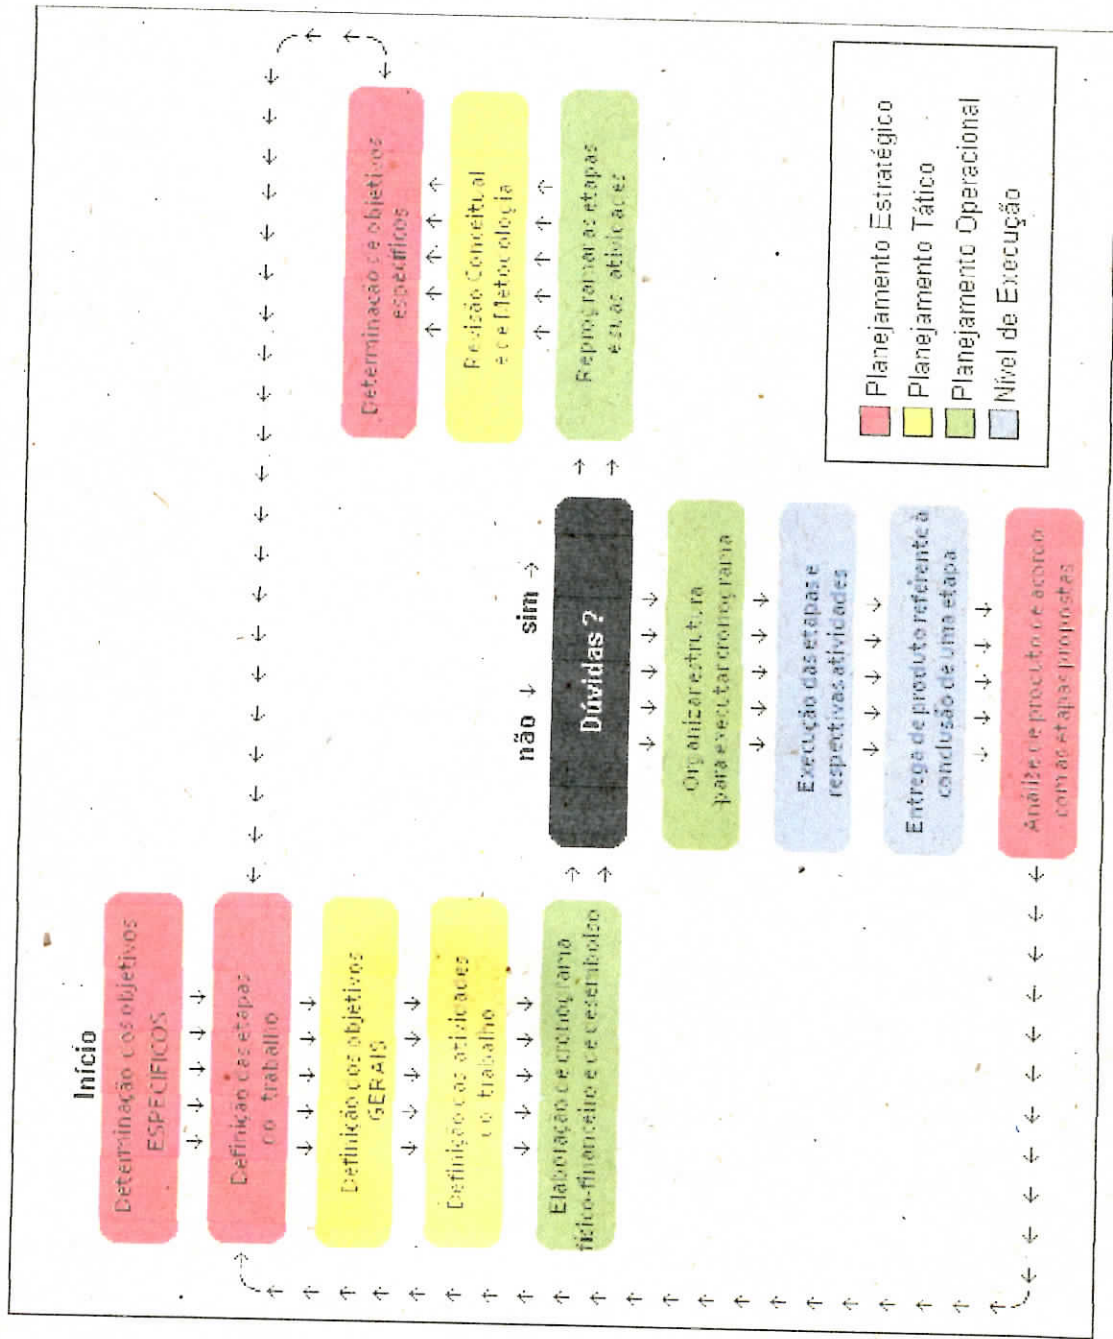 Início
Determinação dos objetivos
ESPECÍFICOS
Definição das etapas
do trabalho
Definição dos objetivos
GERAIS
Definição das atividades
do trabalho
Elaboração de cronograma
físico-financeiro e de desembolso
não sim
Dúvidas?
Organizar estrutura
para executar cronograma
Execução das etapas e
respectivas atividades
Entrega de produto referente à
conclusão de uma etapa
Análise de produto de acordo
com as etapas propostas
Determinação de objetivos
específicos
Revisão Conceitual
e de Metodologia
Reprogramar as etapas
e suas atividades
Planejamento Estratégico
Planejamento Tático
Planejamento Operacional
Nível de Execução